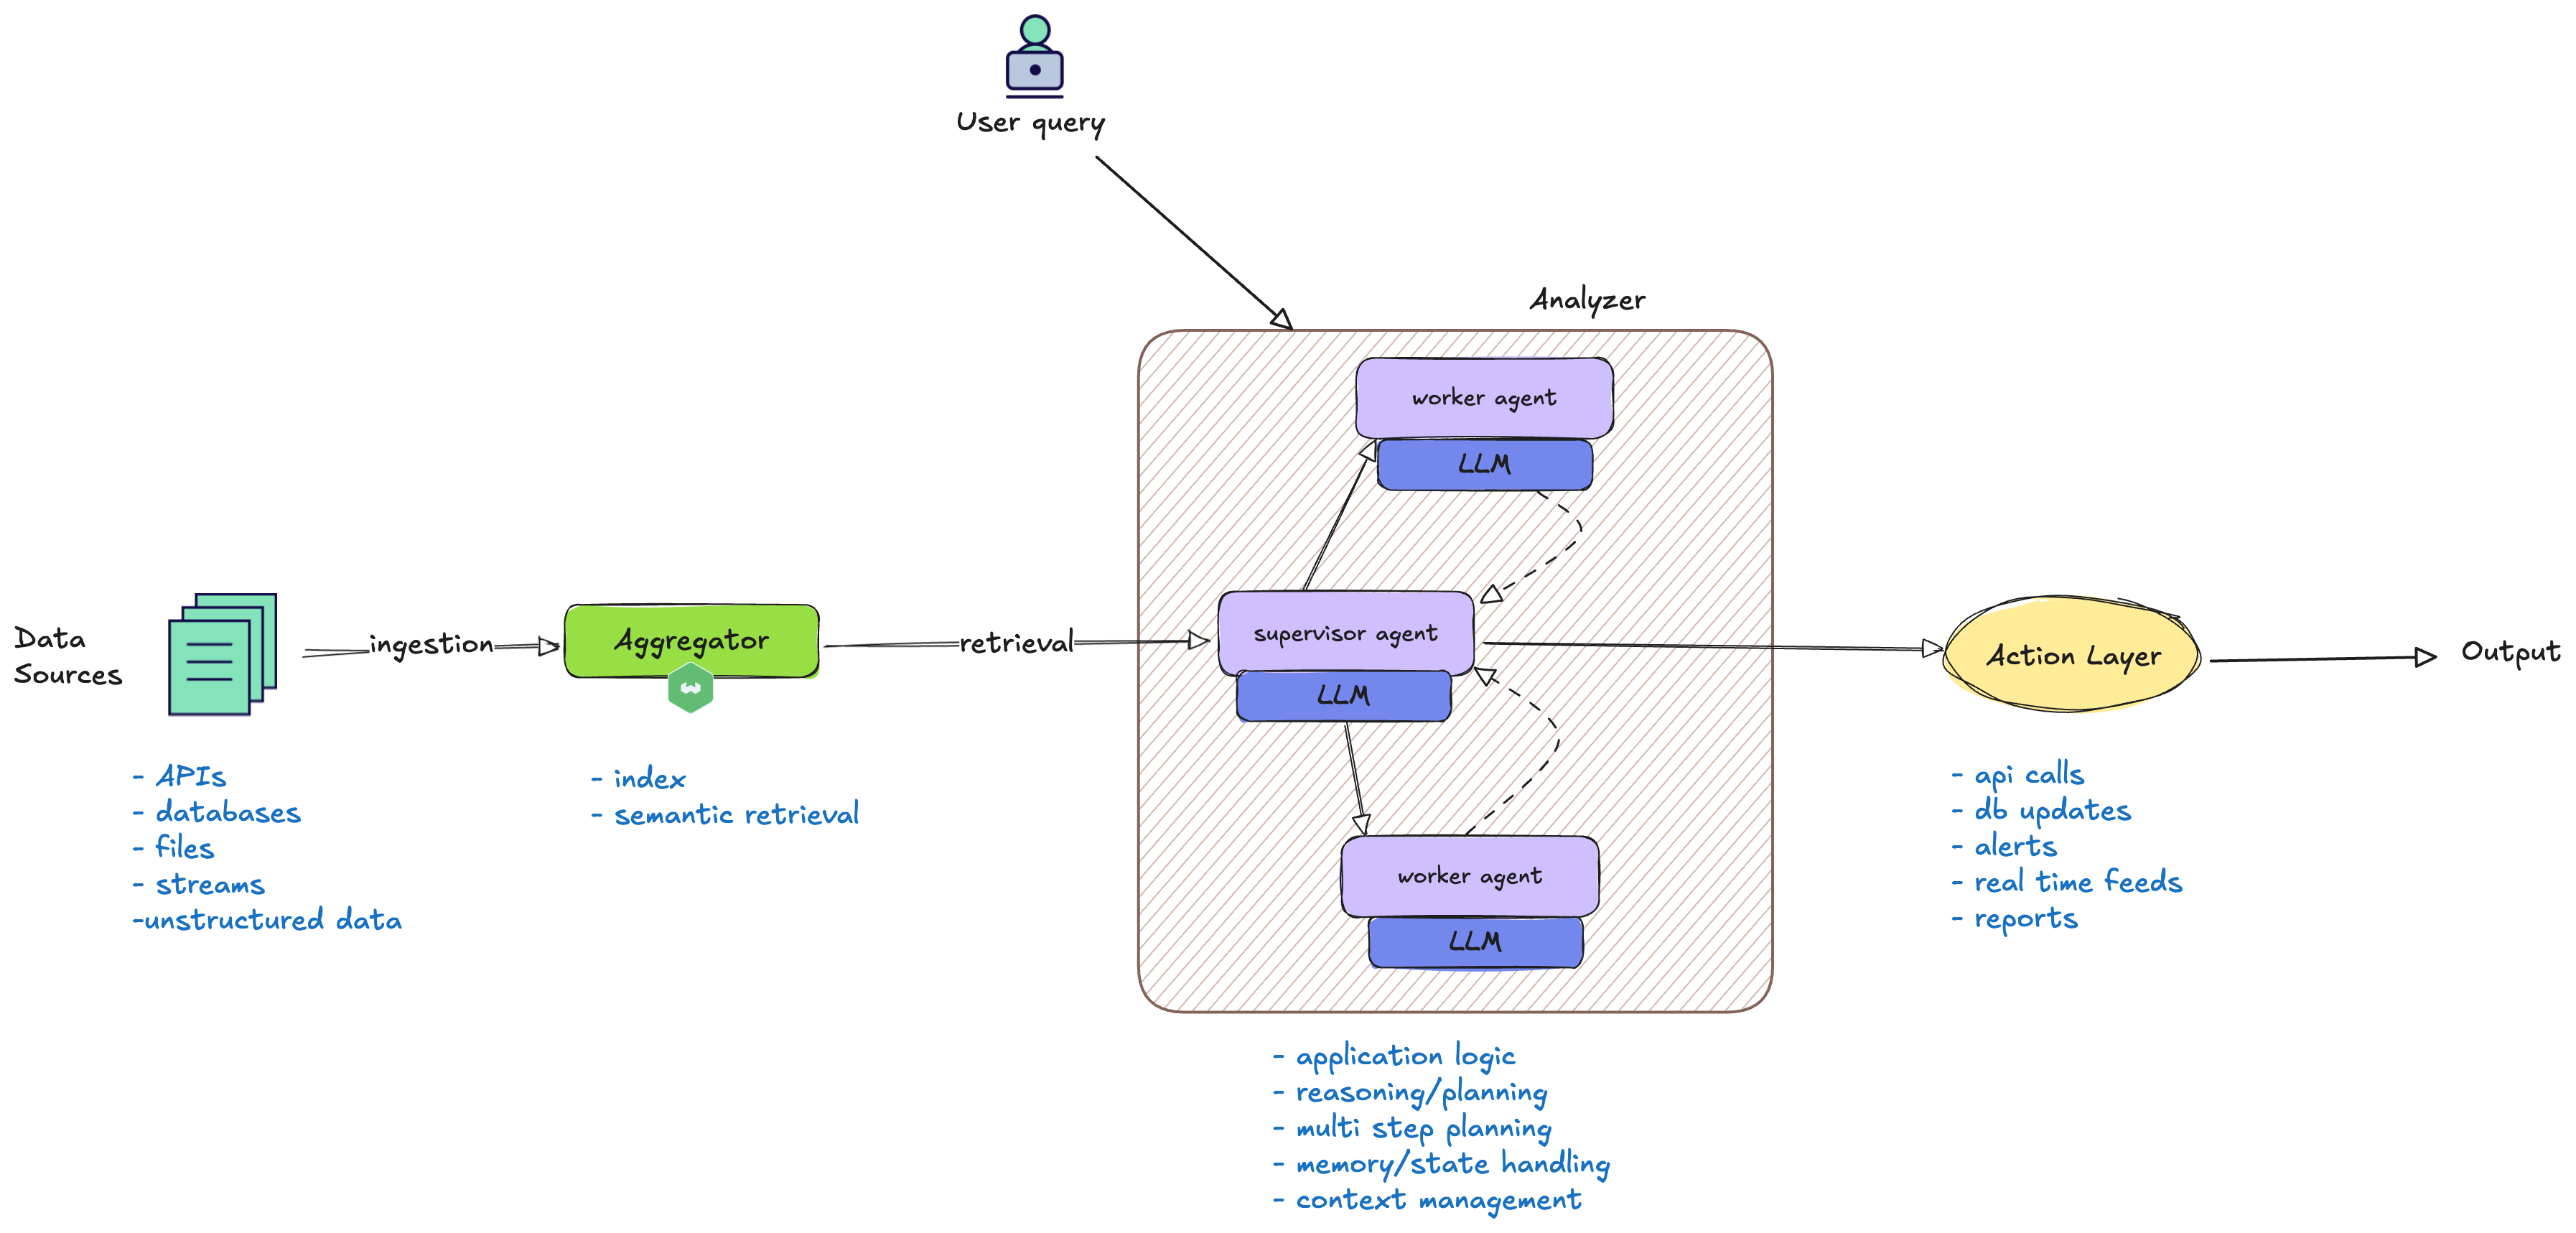 User query
Analyzer
worker agent
LLM
Data
Sources
ingestion
Aggregator
retrieval
supervisor agent
LLM
Action Layer
Output
- APIs
- databases
- files
- streams
-unstructured data
- index
- semantic retrieval
worker agent
LLM
- api calls
- db updates
- alerts
- real time feeds
- reports
- application logic
- reasoning/planning
- multi step planning
- memory/state handling
- context management